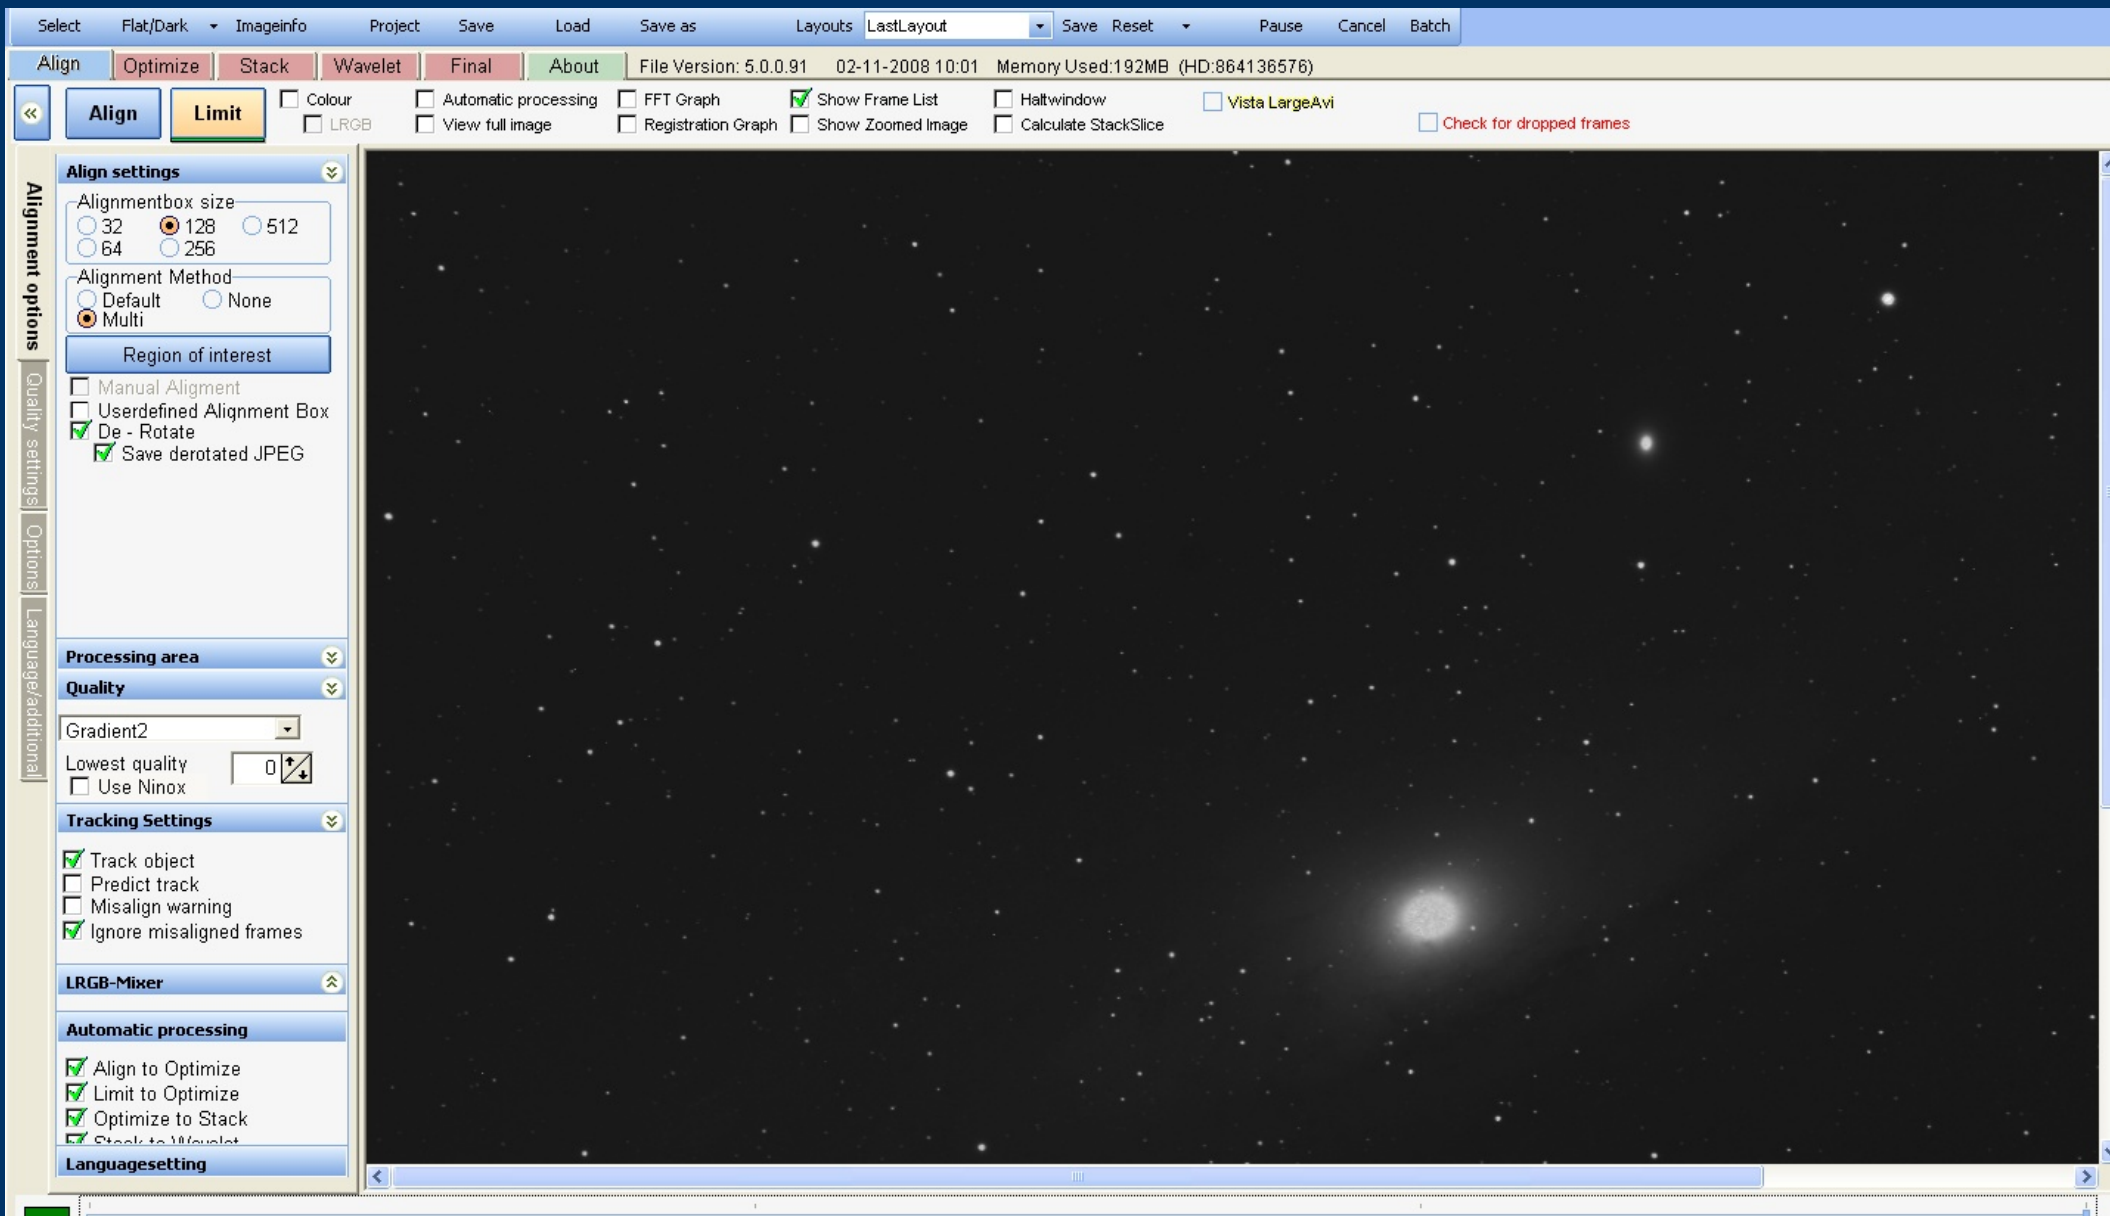 Select Flat/Dark Imageinfo Project Save Load Save as Layouts LastLayout Save Reset Pause Cancel Batch
Align Optimize Stack Wavelet Final About File Version: 5.0.0.91 02-11-2008 10:01 Memory Used:192MB (HD:864136576)
Align Limit
Colour Automatic processing FFT Graph Show Frame List Haltwindow Vista LargeAvi
LRGB View full image Registration Graph Show Zoomed Image Calculate StackSlice Check for dropped frames
Alignment options
Quality settings
Options
Language/additional
Align settings
Alignmentbox size
32 128 512
64 256
Alignment Method
Default None
Multi
Region of interest
Manual Aligment
Userdefined Alignment Box
De - Rotate
Save derotated JPEG
Processing area
Quality
Gradient2
Lowest quality 0
Use Ninox
Tracking Settings
Track object
Predict track
Misalign warning
Ignore misaligned frames
LRGB-Mixer
Automatic processing
Align to Optimize
Limit to Optimize
Optimize to Stack
Stack to Wavelet
Languagesetting